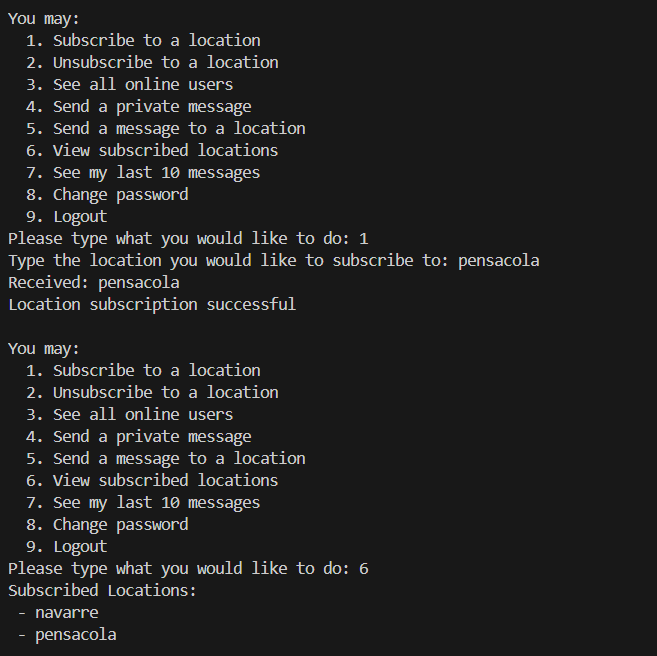 You may:
  1. Subscribe to a location
  2. Unsubscribe to a location
  3. See all online users
  4. Send a private message
  5. Send a message to a location
  6. View subscribed locations
  7. See my last 10 messages
  8. Change password
  9. Logout
Please type what you would like to do: 1
Type the location you would like to subscribe to: pensacola
Received: pensacola
Location subscription successful

You may:
  1. Subscribe to a location
  2. Unsubscribe to a location
  3. See all online users
  4. Send a private message
  5. Send a message to a location
  6. View subscribed locations
  7. See my last 10 messages
  8. Change password
  9. Logout
Please type what you would like to do: 6
Subscribed Locations:
 - navarre
 - pensacola